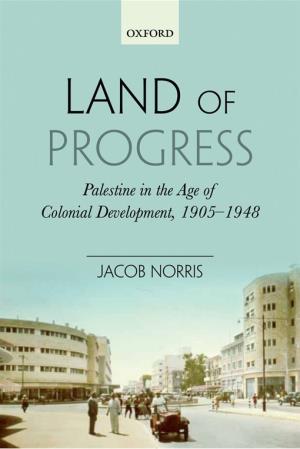 OXFORD
LAND OF
PROGRESS
Palestine in the Age of
Colonial Development, 1905–1948
JACOB NORRIS